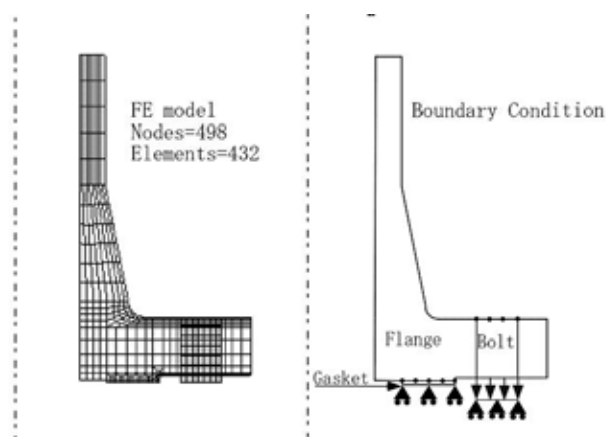 FE model
Nodes=498
Elements=432
Boundary Condition
Flange
Bolt
Gasket